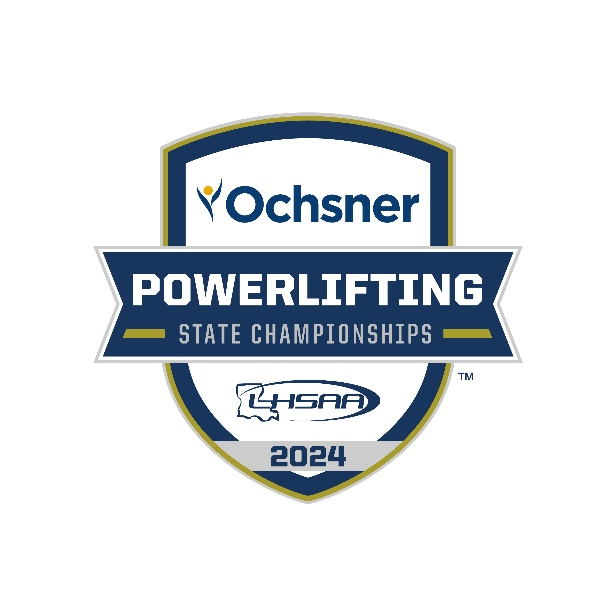 Ochsner
POWERLIFTING
STATE CHAMPIONSHIPS
TM
LHSAA
2024